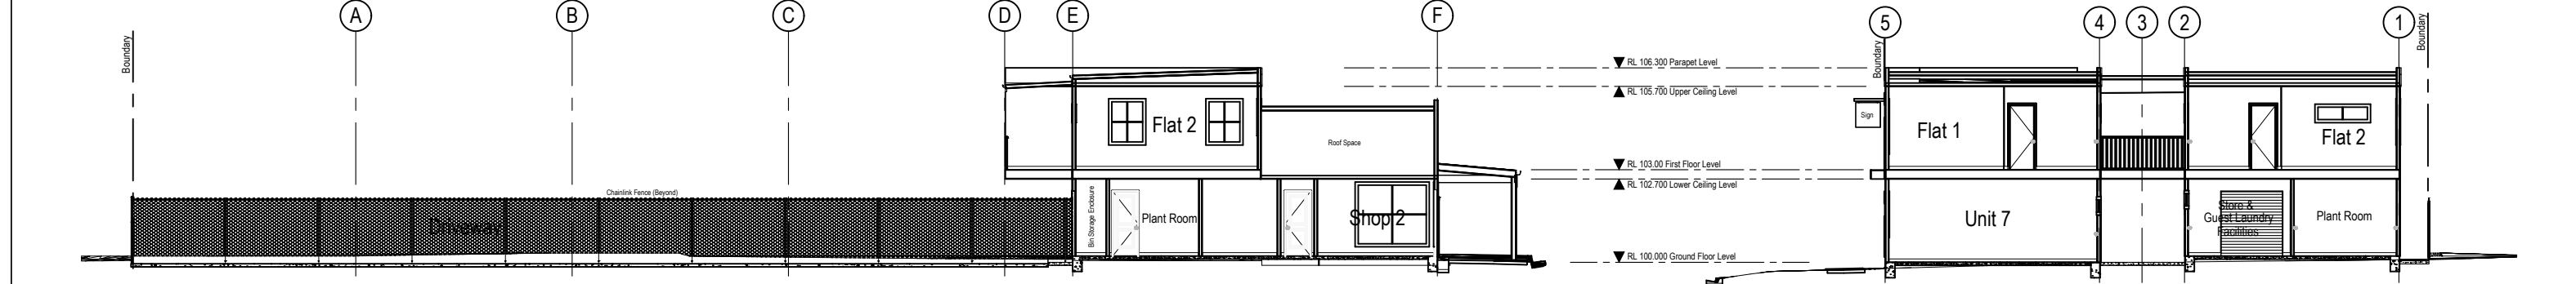 A
B
C
D
E
F
5
4
3
2
1
Boundary
Boundary
Boundary
RL 106.300 Parapet Level
RL 105.700 Upper Ceiling Level
Sign
Flat 2
Flat 1
Flat 2
Roof Space
RL 103.00 First Floor Level
RL 102.700 Lower Ceiling Level
Chainlink Fence (Beyond)
Driveway
Bin Storage Enclosure
Plant Room
Shop 2
Unit 7
Store &
Guest Laundry
Facilities
Plant Room
RL 100.000 Ground Floor Level